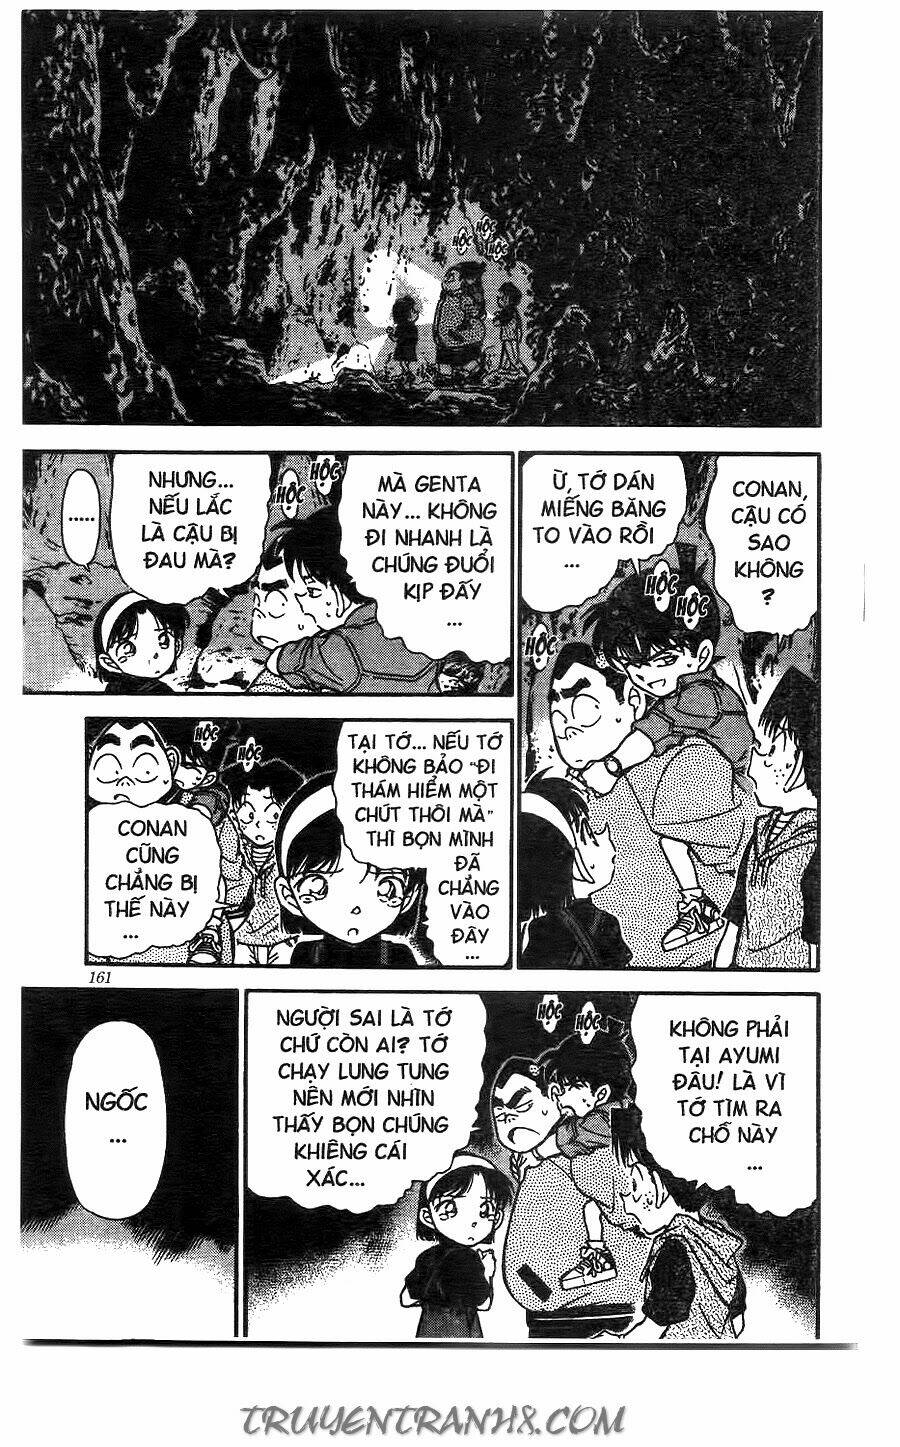 HỘC
HỘC
HỘC
CONAN,
CẬU CÓ
SAO
KHÔNG
?
Ừ, TỚ DÁN
MIẾNG BĂNG
TO VÀO RỒI
...
HỘC
HỘC
HỘC
MÀ GENTA
NÀY... KHÔNG
ĐI NHANH LÀ
CHÚNG ĐUỔI
KỊP ĐẤY
...
HỘC
HỘC
NHƯNG...
NẾU LẮC
LÀ CẬU BỊ
ĐAU MÀ?
.....
TẠI TỚ... NẾU TỚ
KHÔNG BẢO "ĐI
THÁM HIỂM MỘT
CHÚT THÔI MÀ"
THÌ BỌN MÌNH
ĐÃ
CHẲNG
VÀO
ĐÂY
...
HỘC
HỘC
CONAN
CŨNG
CHẲNG BỊ
THẾ NÀY
...
161
KHÔNG PHẢI
TẠI AYUMI
ĐÂU! LÀ VÌ
TỚ TÌM RA
CHỖ NÀY
...
HỘC
HỘC
NGƯỜI SAI LÀ TỚ
CHỨ CÒN AI? TỚ
CHẠY LUNG TUNG
NÊN MỚI NHÌN
THẤY BỌN CHÚNG
KHIÊNG CÁI
XÁC...
NGỐC
...
TRUYENTRANH8.COM